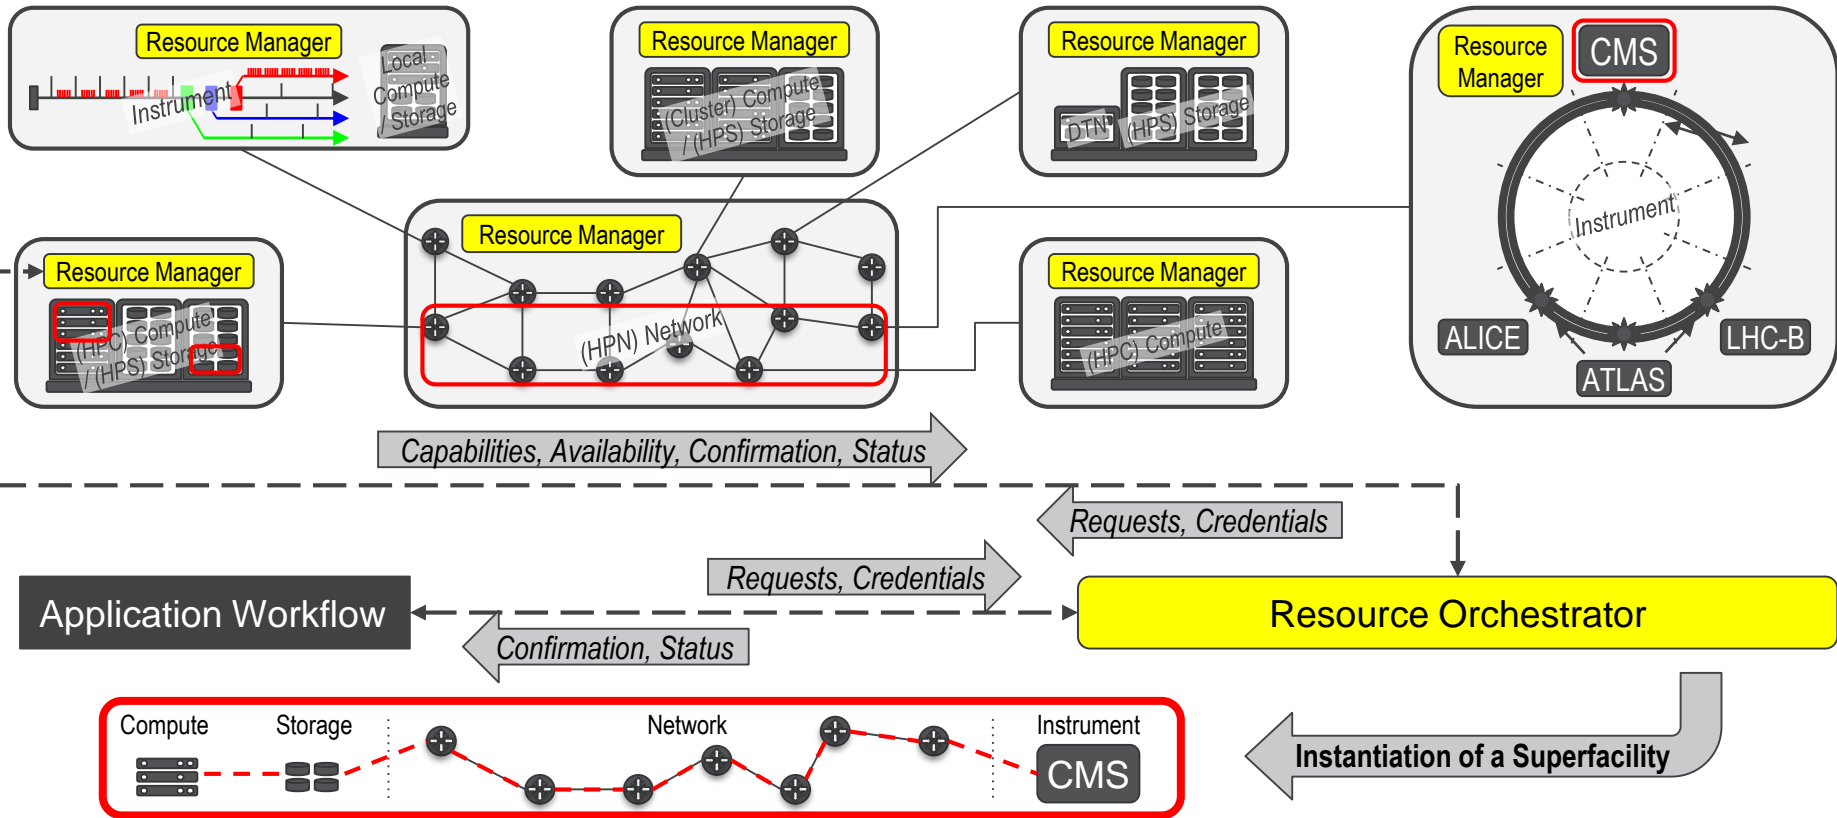 Resource Manager
Instrument
Local
Compute
/ Storage
Resource Manager
(Cluster) Compute
/ (HPS) Storage
Resource Manager
DTN
(HPS) Storage
Resource
Manager
CMS
Instrument
ALICE
LHC-B
ATLAS
Resource Manager
(HPC) Compute
/ (HPS) Storage
Resource Manager
(HPN) Network
Resource Manager
(HPC) Compute
Capabilities, Availability, Confirmation, Status
Requests, Credentials
Requests, Credentials
Application Workflow
Resource Orchestrator
Confirmation, Status
Compute
Storage
Network
Instrument
CMS
Instantiation of a Superfacility